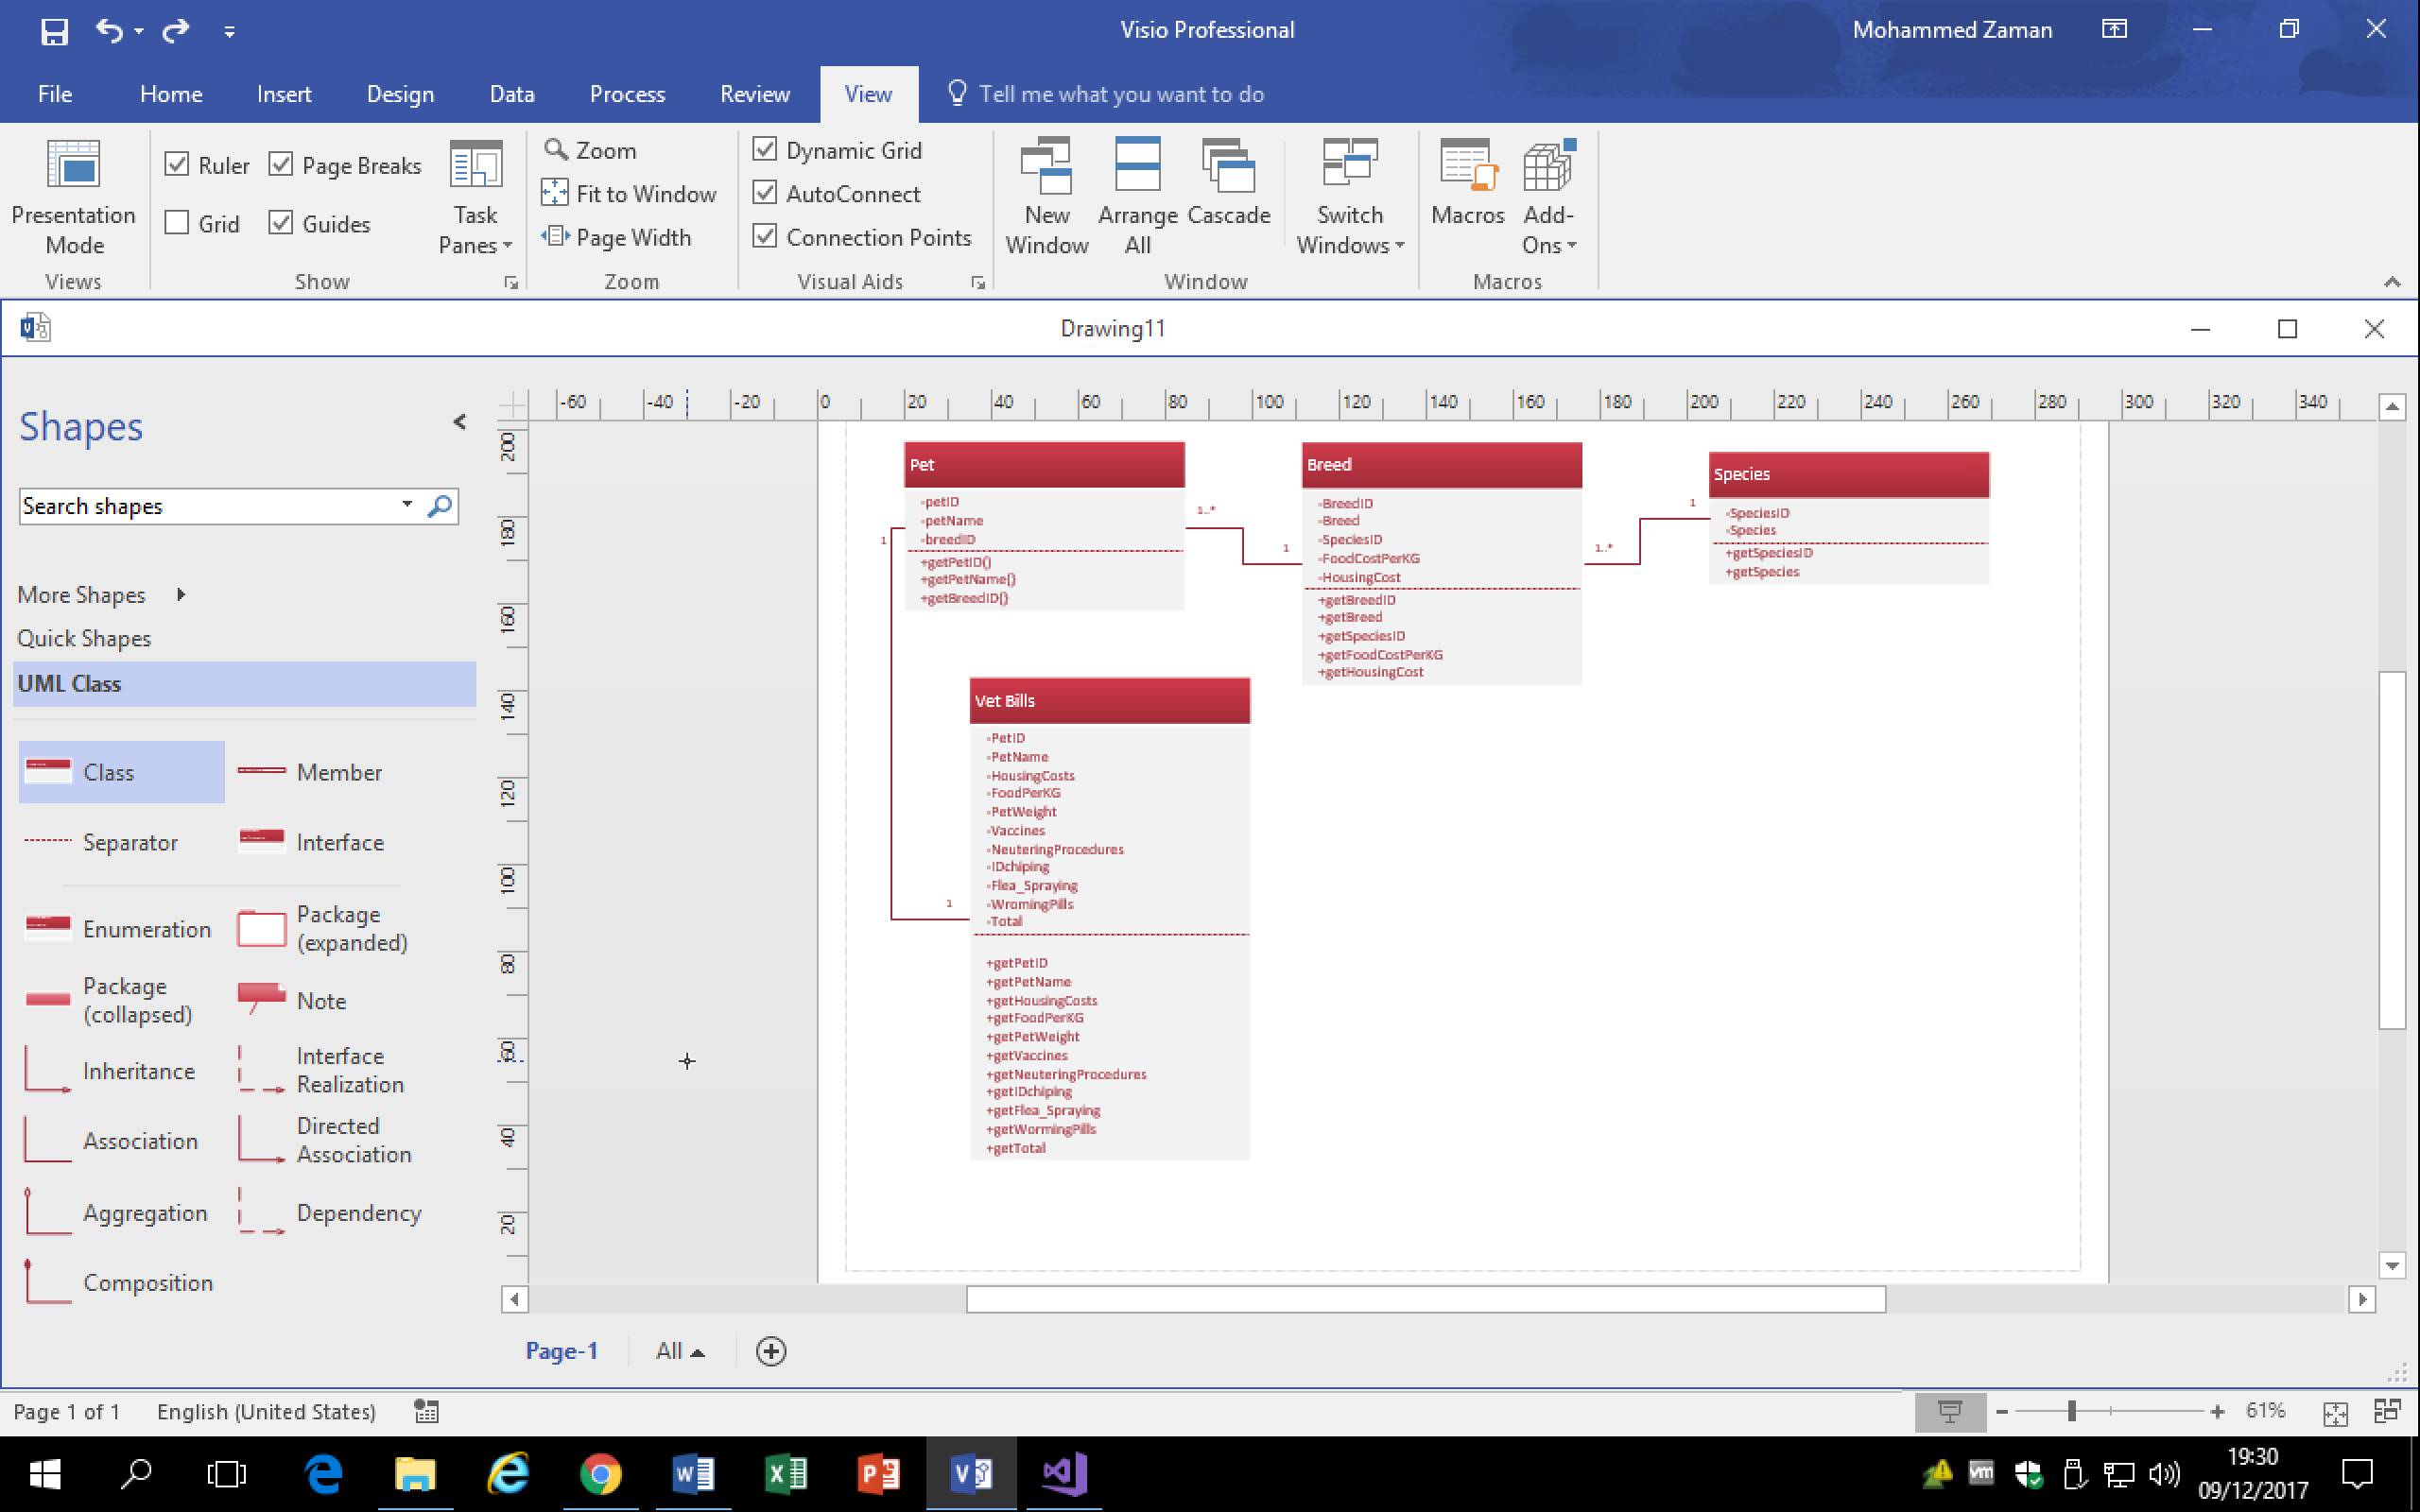 Visio Professional
Mohammed Zaman
File Home Insert Design Data Process Review View Tell me what you want to do
Presentation Mode
Views
Ruler Page Breaks
Grid Guides
Task Panes
Show
Zoom
Fit to Window
Page Width
Zoom
Dynamic Grid
AutoConnect
Connection Points
Visual Aids
New Window
Arrange All
Cascade
Switch Windows
Window
Macros
Add-Ons
Macros
Drawing11
Shapes
Search shapes
More Shapes
Quick Shapes
UML Class
Class Member
Separator Interface
Enumeration Package (expanded)
Package (collapsed) Note
Inheritance Interface Realization
Association Directed Association
Aggregation Dependency
Composition
-60 -40 -20 0 20 40 60 80 100 120 140 160 180 200 220 240 260 280 300 320 340
200
180
160
140
120
100
80
60
40
20
Pet
-petID
-petName
-breedID
+getPetID()
+getPetName()
+getBreedID()
1..*
1
1
Breed
-BreedID
-Breed
-SpeciesID
-FoodCostPerKG
-HousingCost
+getBreedID
+getBreed
+getSpeciesID
+getFoodCostPerKG
+getHousingCost
1..*
1
Species
-SpeciesID
-Species
+getSpeciesID
+getSpecies
Vet Bills
-PetID
-PetName
-HousingCosts
-FoodPerKG
-PetWeight
-Vaccines
-NeuteringProcedures
-IDchiping
-Flea_Spraying
-WromingPills
-Total
1
+getPetID
+getPetName
+getHousingCosts
+getFoodPerKG
+getPetWeight
+getVaccines
+getNeuteringProcedures
+getIDchiping
+getFlea_Spraying
+getWormingPills
+getTotal
Page-1 All
Page 1 of 1 English (United States)
61%
19:30
09/12/2017